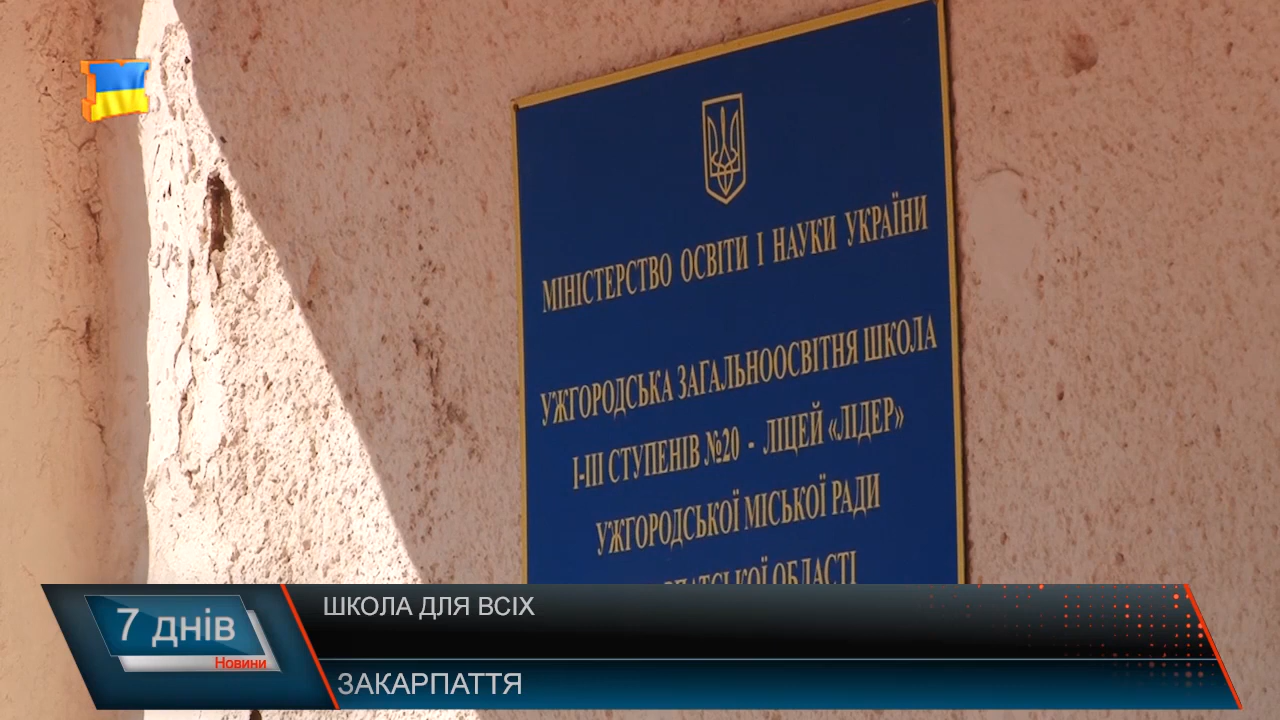 МІНІСТЕРСТВО ОСВІТИ І НАУКИ УКРАЇНИ
УЖГОРОДСЬКА ЗАГАЛЬНООСВІТНЯ ШКОЛА
І-ІІІ СТУПЕНІВ №20 - ЛІЦЕЙ «ЛІДЕР»
УЖГОРОДСЬКОЇ МІСЬКОЇ РАДИ
ОБЛАСТІ
7 днів
Новини
ШКОЛА ДЛЯ ВСІХ
ЗАКАРПАТТЯ